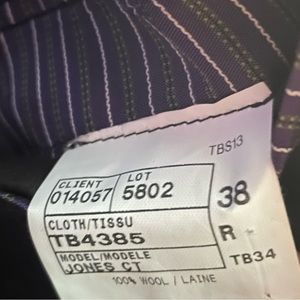 TBS13
CLIENT LOT
014057 5802 38
CLOTH/TISSU
TB4385 R
MODEL/MODELE
JONES CT TB34
100% WOOL / LAINE